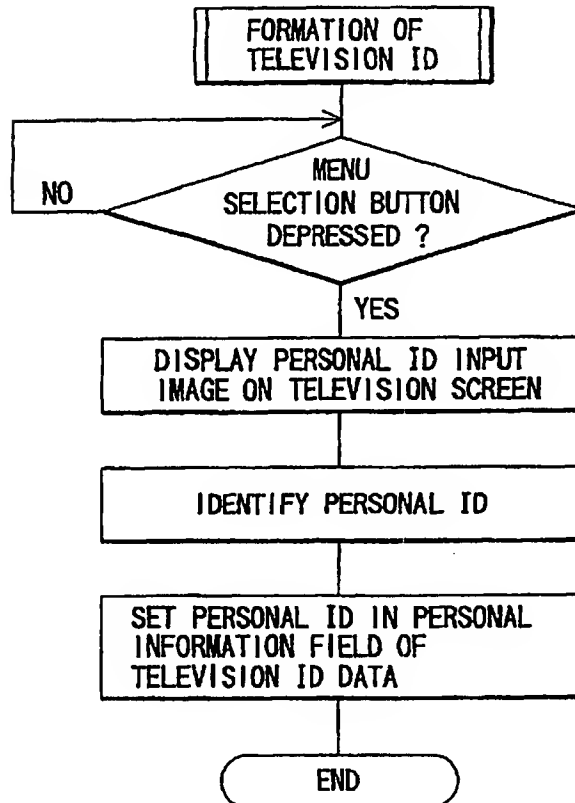 FORMATION OF
TELEVISION ID
MENU
SELECTION BUTTON
DEPRESSED ?
NO
YES
DISPLAY PERSONAL ID INPUT
IMAGE ON TELEVISION SCREEN
IDENTIFY PERSONAL ID
SET PERSONAL ID IN PERSONAL
INFORMATION FIELD OF
TELEVISION ID DATA
END